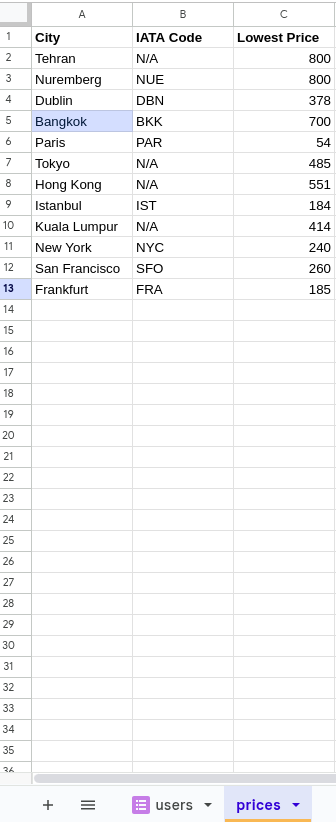 A B C
1 City IATA Code Lowest Price
2 Tehran N/A 800
3 Nuremberg NUE 800
4 Dublin DBN 378
5 Bangkok BKK 700
6 Paris PAR 54
7 Tokyo N/A 485
8 Hong Kong N/A 551
9 Istanbul IST 184
10 Kuala Lumpur N/A 414
11 New York NYC 240
12 San Francisco SFO 260
13 Frankfurt FRA 185
14
15
16
17
18
19
20
21
22
23
24
25
26
27
28
29
30
31
32
33
34
35
36
users prices